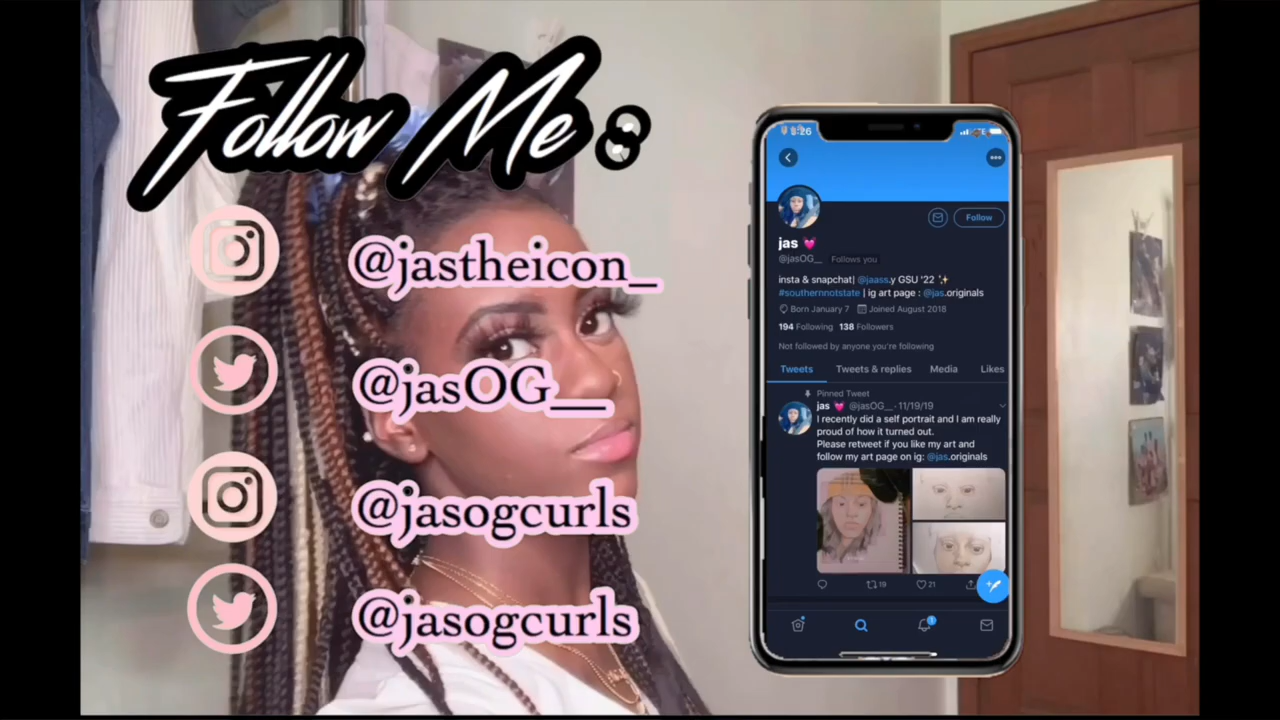 Follow Me :
@jastheicon_
@jasOG__
@jasogcurls
@jasogcurls
8:26
jas
Follow
@jasOG__ Follows you
insta & snapchat| @jaass.y GSU '22
#southernnotstate | ig art page : @jas.originals
Born January 7 Joined August 2018
194 Following 138 Followers
Not followed by anyone you're following
Tweets Tweets & replies Media Likes
Pinned Tweet
jas @jasOG__ · 11/19/19
I recently did a self portrait and I am really
proud of how it turned out.
Please retweet if you like my art and
follow my art page on ig: @jas.originals
19 21
1